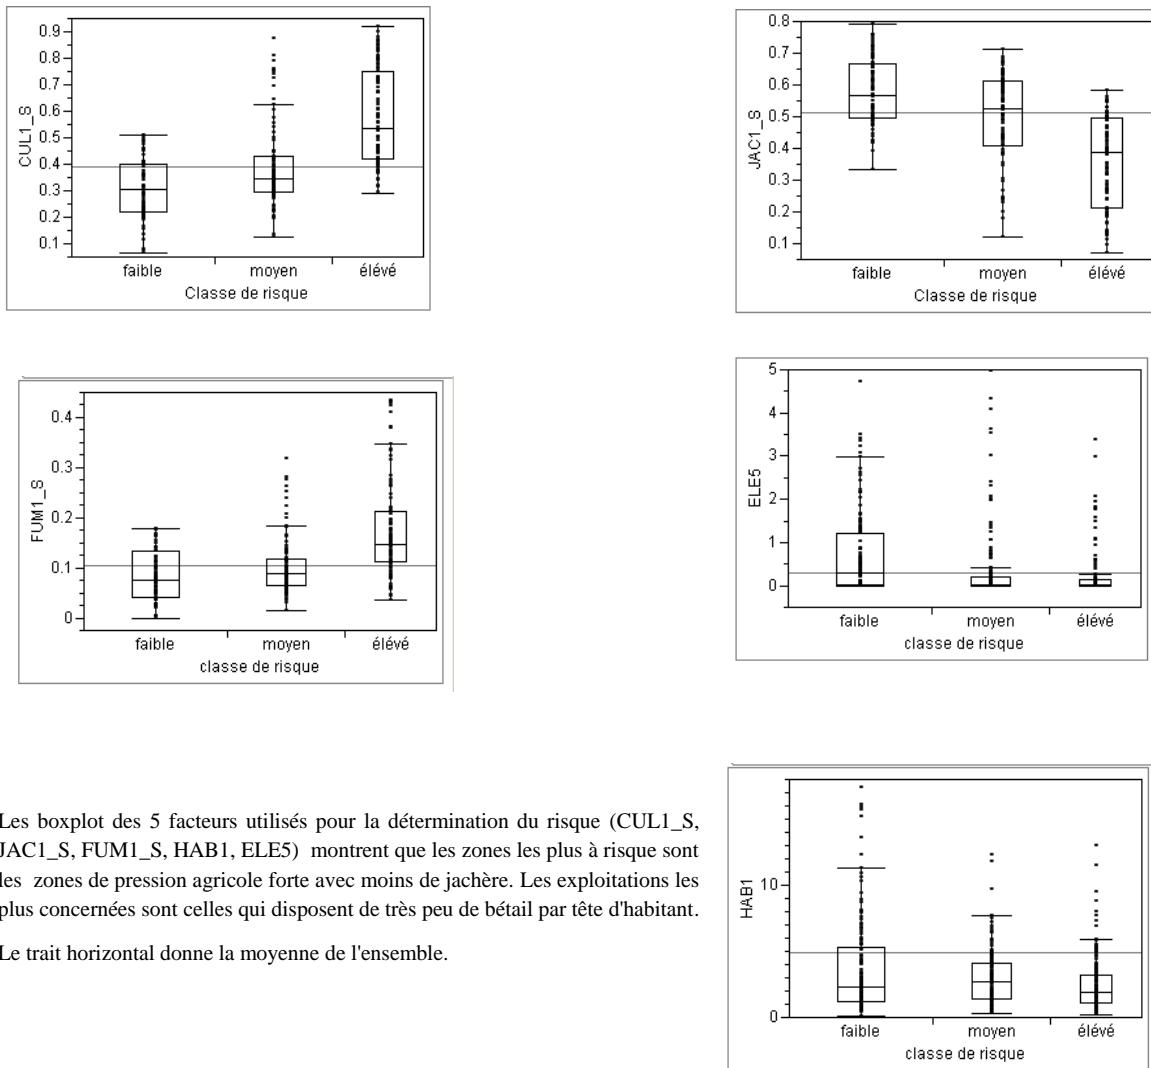 CUL1_S
0.9
0.8
0.7
0.6
0.5
0.4
0.3
0.2
0.1
faible moyen élévé
Classe de risque
JAC1_S
0.8
0.7
0.6
0.5
0.4
0.3
0.2
0.1
faible moyen élévé
Classe de risque
FUM1_S
0.4
0.3
0.2
0.1
0
faible moyen élévé
classe de risque
ELE5
5
4
3
2
1
0
faible moyen élévé
classe de risque
Les boxplot des 5 facteurs utilisés pour la détermination du risque (CUL1_S,
JAC1_S, FUM1_S, HAB1, ELE5) montrent que les zones les plus à risque sont
les zones de pression agricole forte avec moins de jachère. Les exploitations les
plus concernées sont celles qui disposent de très peu de bétail par tête d'habitant.
Le trait horizontal donne la moyenne de l'ensemble.
HAB1
10
0
faible moyen élévé
classe de risque